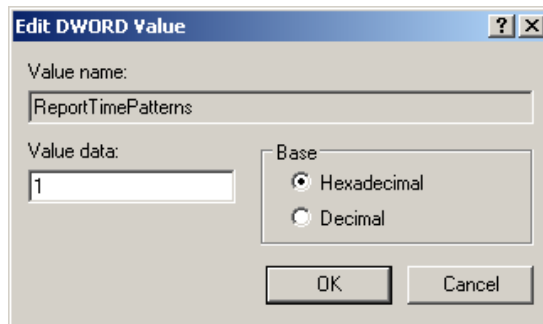 Edit DWORD Value
Value name:
ReportTimePatterns
Value data:
1
Base
Hexadecimal
Decimal
OK
Cancel